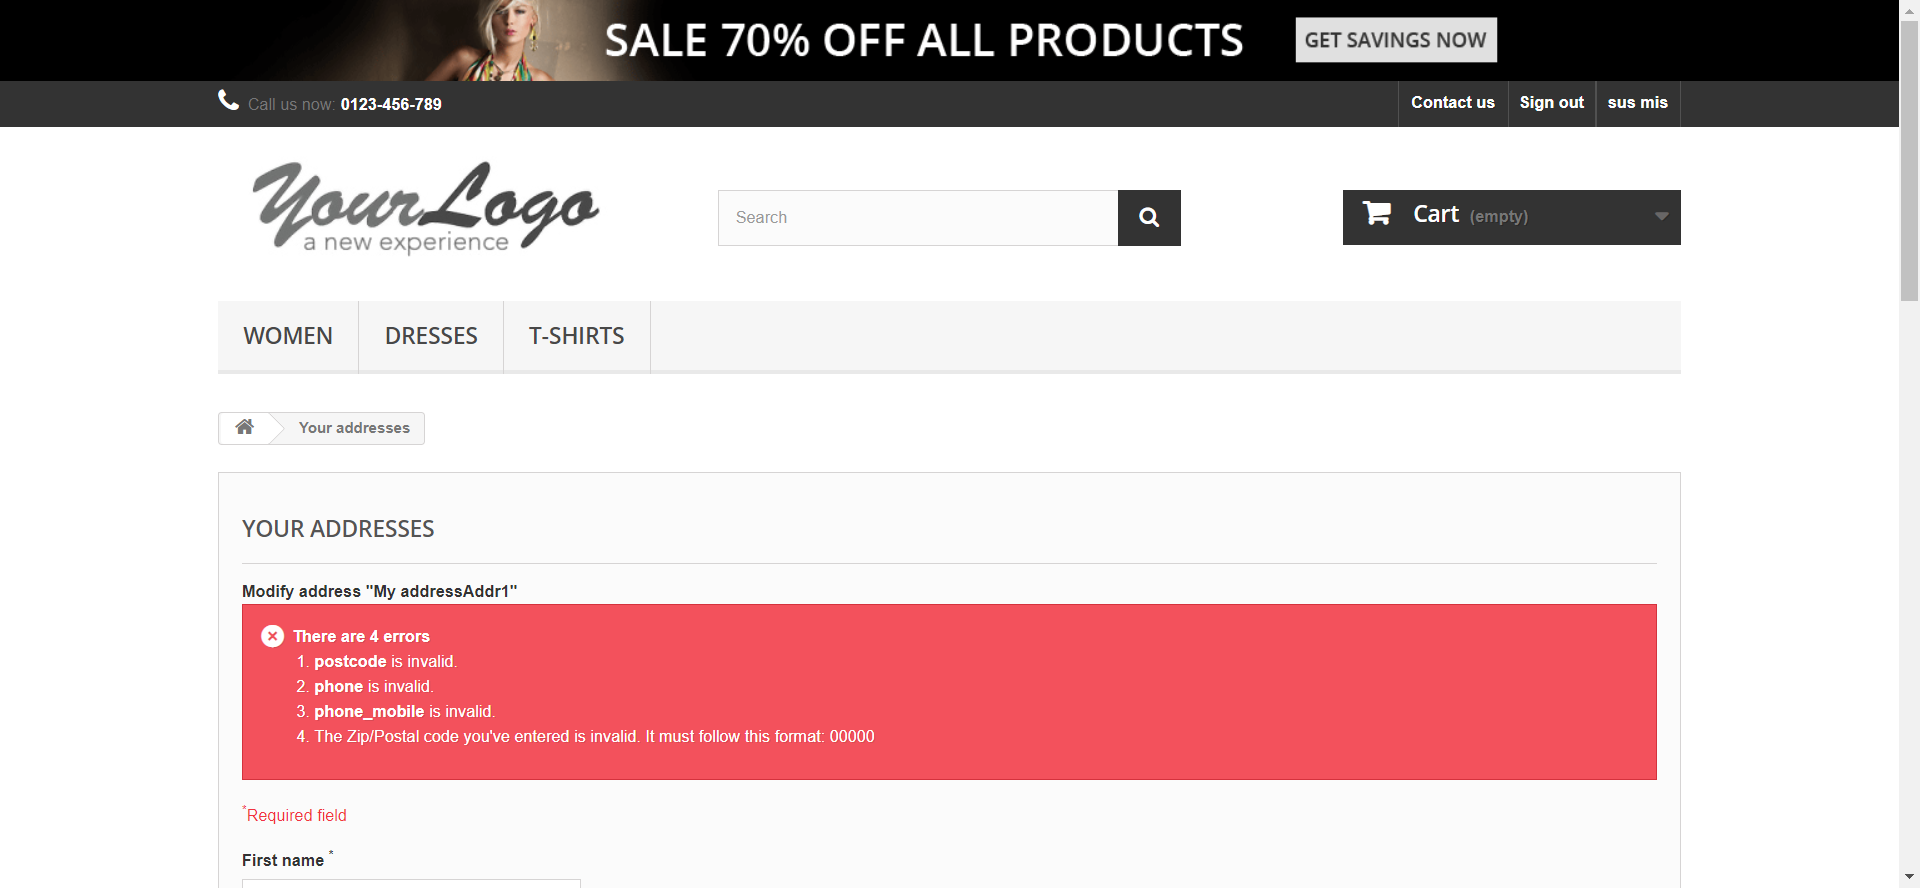 SALE 70% OFF ALL PRODUCTS GET SAVINGS NOW
Call us now: 0123-456-789 Contact us Sign out sus mis
YourLogo
a new experience
Search
Cart (empty)
WOMEN DRESSES T-SHIRTS
Your addresses
YOUR ADDRESSES
Modify address "My addressAddr1"
There are 4 errors
1. postcode is invalid.
2. phone is invalid.
3. phone_mobile is invalid.
4. The Zip/Postal code you've entered is invalid. It must follow this format: 00000
*Required field
First name *